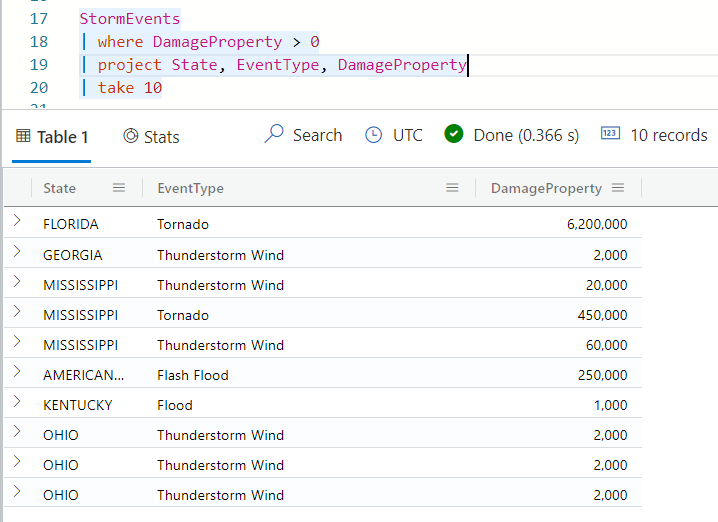 17 StormEvents
18 | where DamageProperty > 0
19 | project State, EventType, DamageProperty
20 | take 10
Table 1 Stats Search UTC Done (0.366 s) 123 10 records
State EventType DamageProperty
FLORIDA Tornado 6,200,000
GEORGIA Thunderstorm Wind 2,000
MISSISSIPPI Thunderstorm Wind 20,000
MISSISSIPPI Tornado 450,000
MISSISSIPPI Thunderstorm Wind 60,000
AMERICAN... Flash Flood 250,000
KENTUCKY Flood 1,000
OHIO Thunderstorm Wind 2,000
OHIO Thunderstorm Wind 2,000
OHIO Thunderstorm Wind 2,000